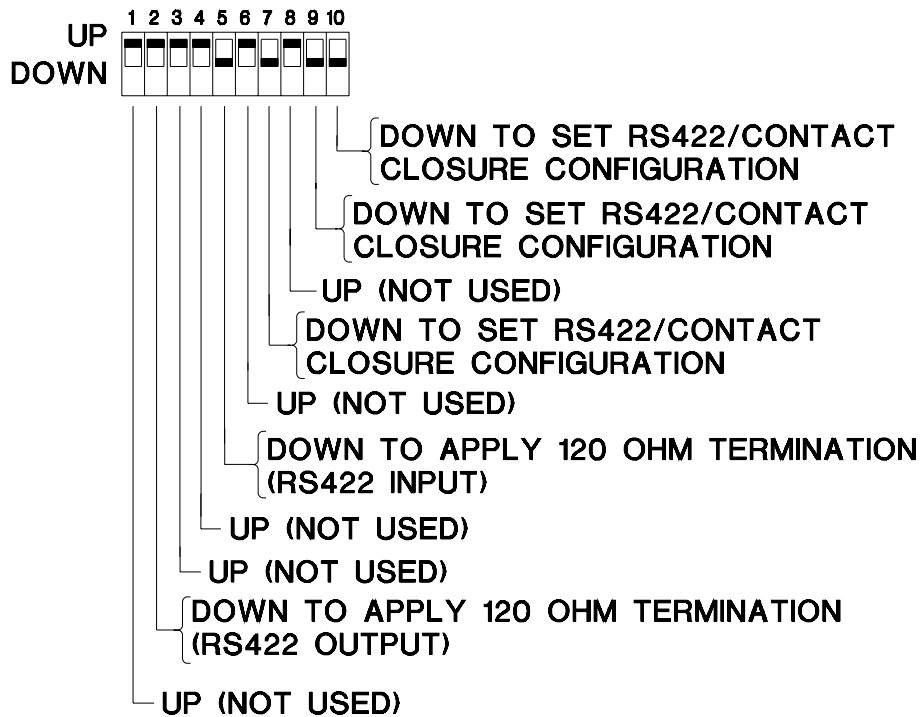 1 2 3 4 5 6 7 8 9 10
UP
DOWN
DOWN TO SET RS422/CONTACT
CLOSURE CONFIGURATION
DOWN TO SET RS422/CONTACT
CLOSURE CONFIGURATION
UP (NOT USED)
DOWN TO SET RS422/CONTACT
CLOSURE CONFIGURATION
UP (NOT USED)
DOWN TO APPLY 120 OHM TERMINATION
(RS422 INPUT)
UP (NOT USED)
UP (NOT USED)
DOWN TO APPLY 120 OHM TERMINATION
(RS422 OUTPUT)
UP (NOT USED)